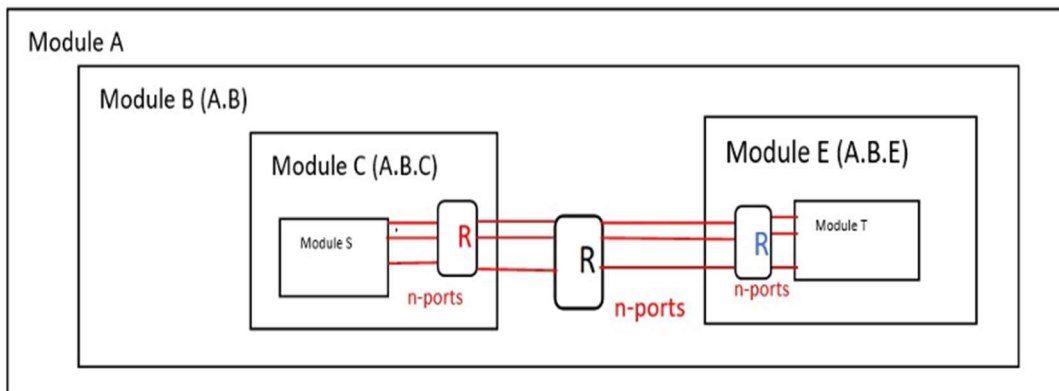 Module A
Module B (A.B)
Module C (A.B.C)
Module E (A.B.E)
Module S
R
R
R
Module T
n-ports
n-ports
n-ports